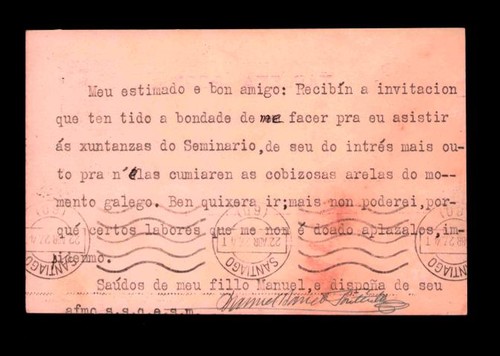 Meu estimado e bon amigo: Recibín a invitacion
que ten tido a bondade de me facer pra eu asistir
ás xuntanzas do Seminario, de seu do intrés mais ou-
to pra n'élas cumiaren as cobizosas arelas do mo-
mento galego. Ben quixera ir; mais non poderei, por-
qué certos labores que me non é doado aplazalos, im-
SANTIAGO
SANTIAGO
SANTIAGO
Saúdos de meu fillo Manuel, e dispoña de seu
afmo s.s.q.e.s.m.
Manuel